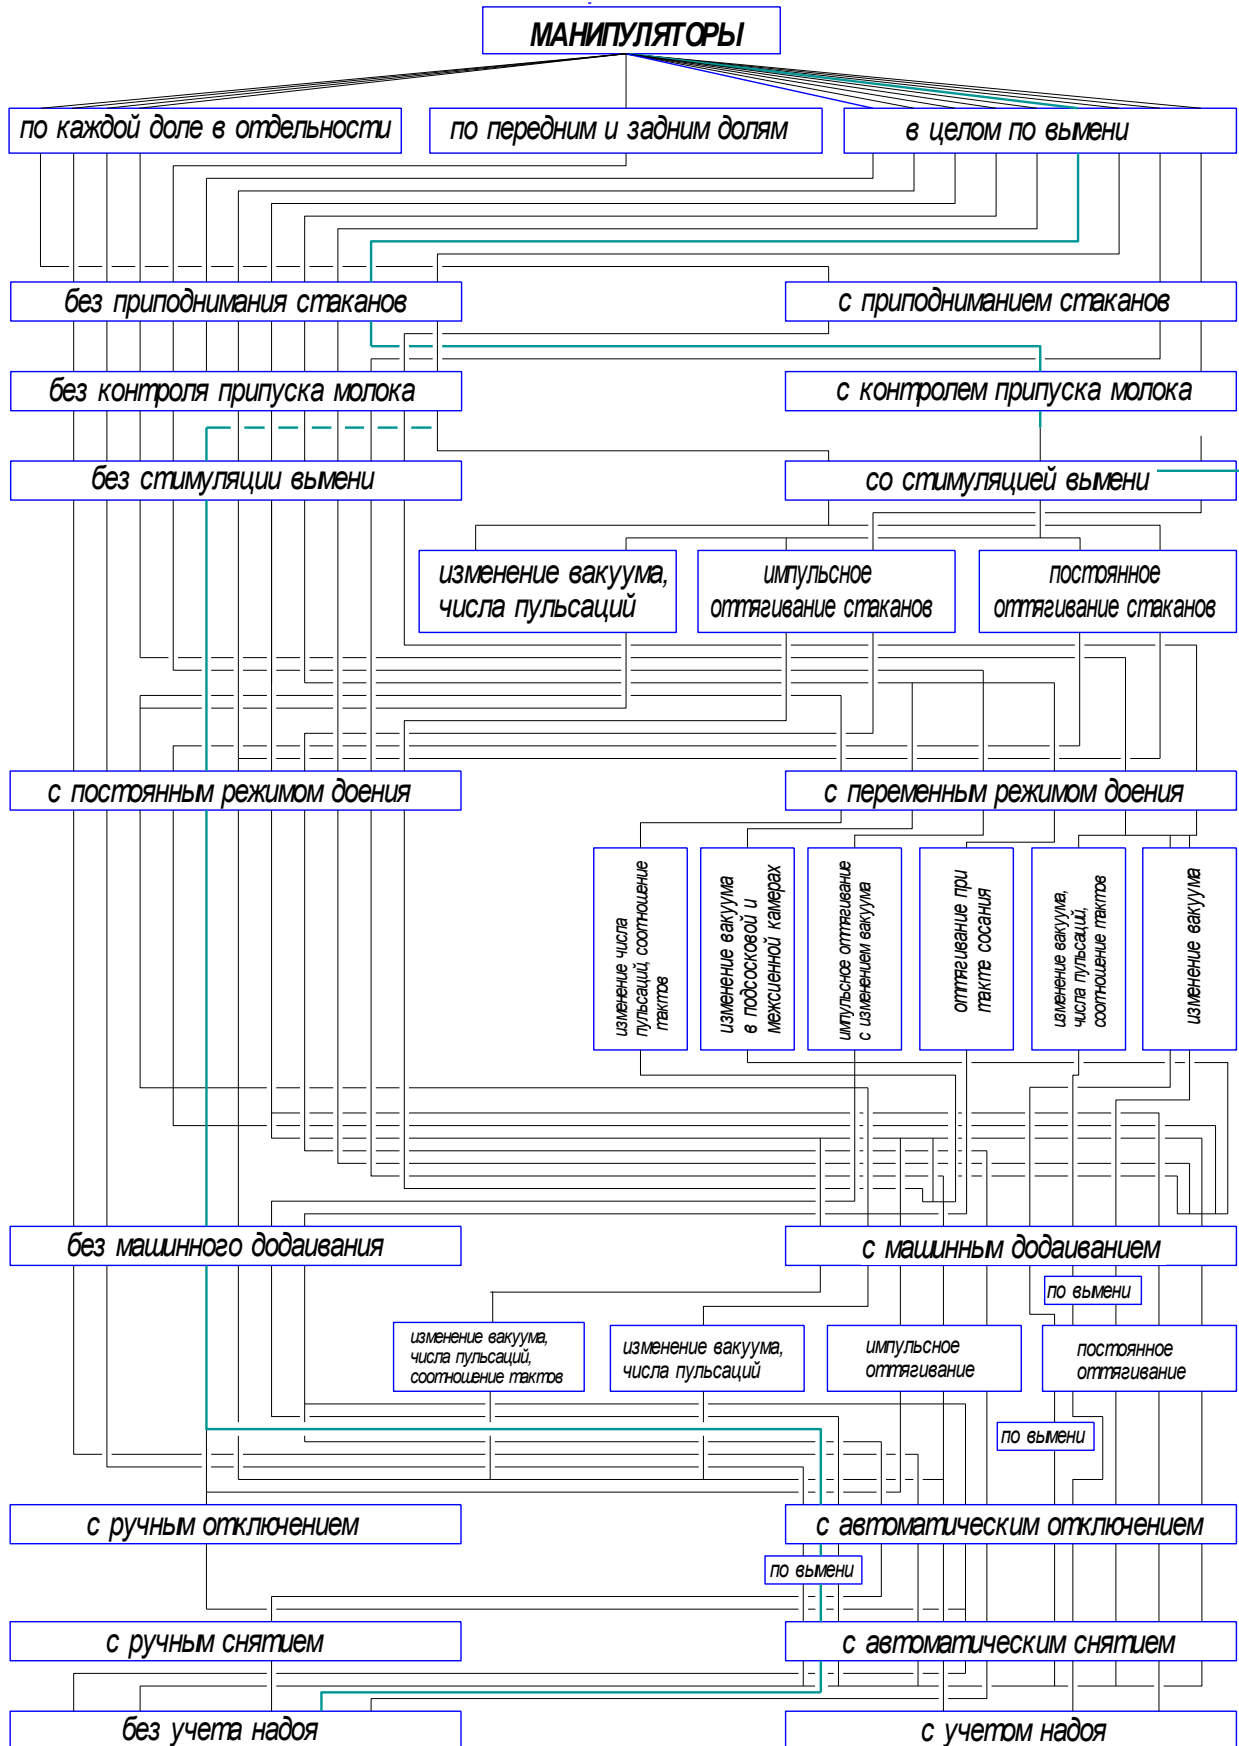 МАНИПУЛЯТОРЫ
по каждой доле в отдельности
по передним и задним долям
в целом по вымени
без приподнимания стаканов
с приподниманием стаканов
без контроля припуска молока
с контролем припуска молока
без стимуляции вымени
со стимуляцией вымени
изменение вакуума,
числа пульсаций
импульсное
оттягивание стаканов
постоянное
оттягивание стаканов
с постоянным режимом доения
с переменным режимом доения
изменение числа
пульсаций, соотношение
тактов
изменение вакуума
в подсосковой и
межсиенной камерах
импульсное оттягивание
с изменением вакуума
оттягивание при
такте сосания
изменение вакуума,
числа пульсаций,
соотношение тактов
изменение вакуума
без машинного додаивания
с машинным додаиванием
по вымени
изменение вакуума,
числа пульсаций,
соотношение тактов
изменение вакуума,
числа пульсаций
импульсное
оттягивание
постоянное
оттягивание
по вымени
с ручным отключением
с автоматическим отключением
по вымени
с ручным снятием
с автоматическим снятием
без учета надоя
с учетом надоя